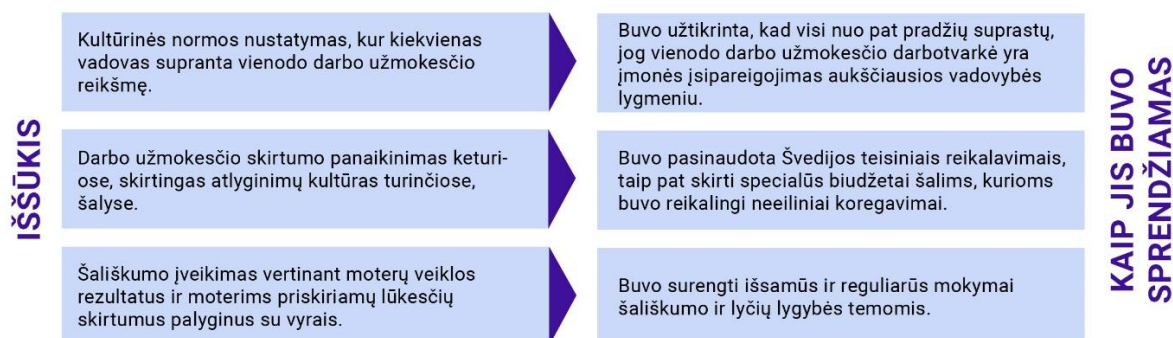 IŠŠŪKIS
Kultūrinės normos nustatymas, kur kiekvienas
vadovas supranta vienodo darbo užmokesčio
reikšmę.
Buvo užtikrinta, kad visi nuo pat pradžių suprastų,
jog vienodo darbo užmokesčio darbotvarkė yra
įmonės įsipareigojimas aukščiausios vadovybės
lygmeniu.
Darbo užmokesčio skirtumo panaikinimas keturi-
ose, skirtingas atlyginimų kultūras turinčiose,
šalyse.
Buvo pasinaudota Švedijos teisiniais reikalavimais,
taip pat skirti specialūs biudžetai šalims, kurioms
buvo reikalingi neeiliniai koregavimai.
Šališkumo įveikimas vertinant moterų veiklos
rezultatus ir moterims priskiriamų lūkesčių
skirtumus palyginus su vyrais.
Buvo surengti išsamūs ir reguliarūs mokymai
šališkumo ir lyčių lygybės temomis.
KAIP JIS BUVO
SPRENDŽIAMAS